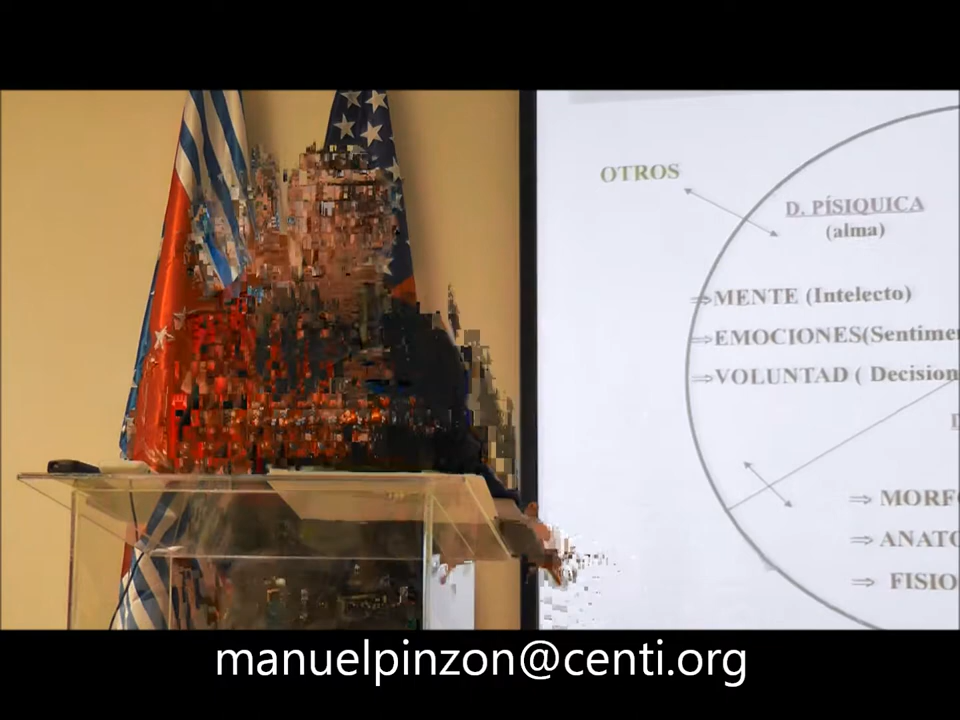 OTROS
D. PÍSIQUICA
(alma)
⇒MENTE (Intelecto)
⇒EMOCIONES(Sentime
⇒VOLUNTAD ( Decision
⇒ MORF
⇒ ANATO
⇒ FISIO
manuelpinzon@centi.org